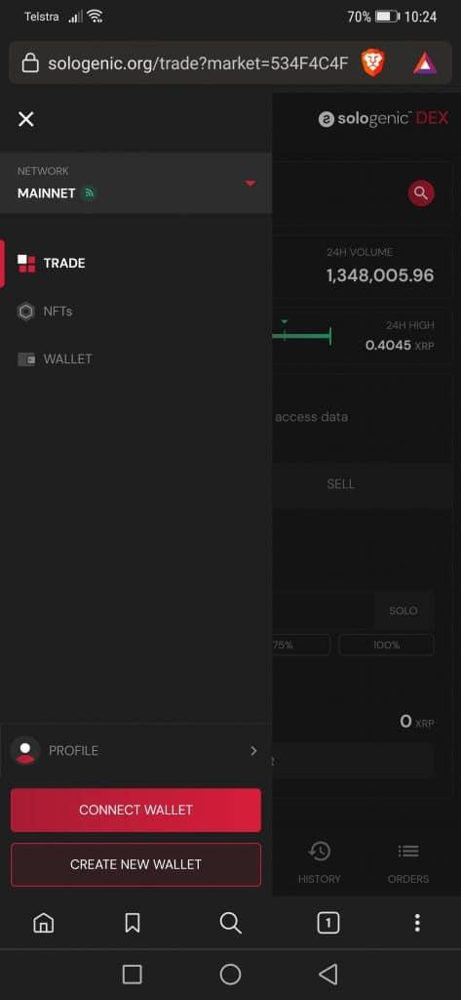 Telstra 70% 10:24
sologenic.org/trade?market=534F4C4F
sologenic™ DEX
NETWORK
MAINNET
24H VOLUME
1,348,005.96
TRADE
NFTs
24H HIGH
0.4045 XRP
WALLET
access data
SELL
SOLO
75% 100%
0 XRP
PROFILE
CONNECT WALLET
CREATE NEW WALLET
HISTORY ORDERS
1